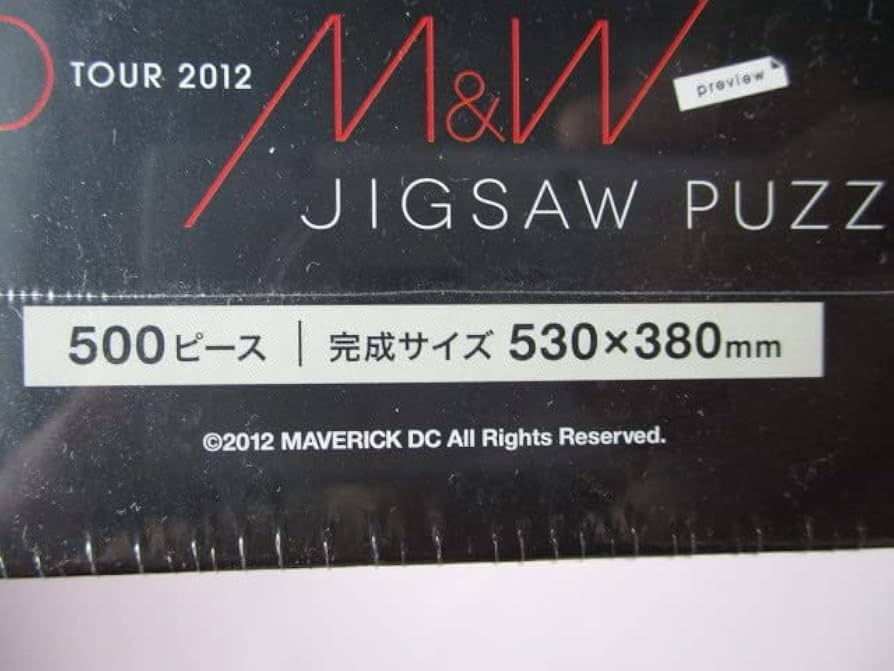 TOUR 2012 M&W preview
JIGSAW PUZZ
500ピース | 完成サイズ 530×380mm
©2012 MAVERICK DC All Rights Reserved.